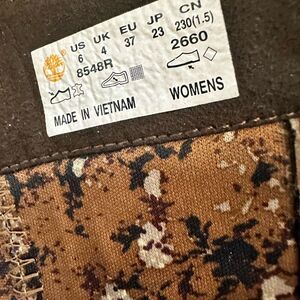 US UK EU JP CN
6 4 37 23 230(1.5)
8548R 2660
MADE IN VIETNAM WOMENS